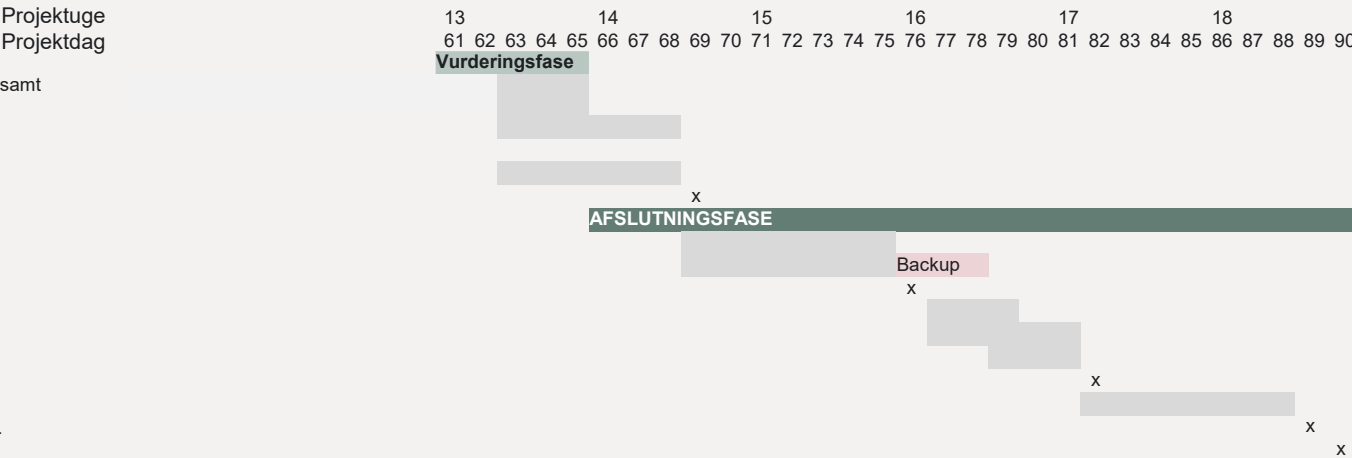 Projektuge 13 14 15 16 17 18
Projektdag 61 62 63 64 65 66 67 68 69 70 71 72 73 74 75 76 77 78 79 80 81 82 83 84 85 86 87 88 89 90
Vurderingsfase
samt
x
AFSLUTNINGSFASE
Backup
x
x
x
x